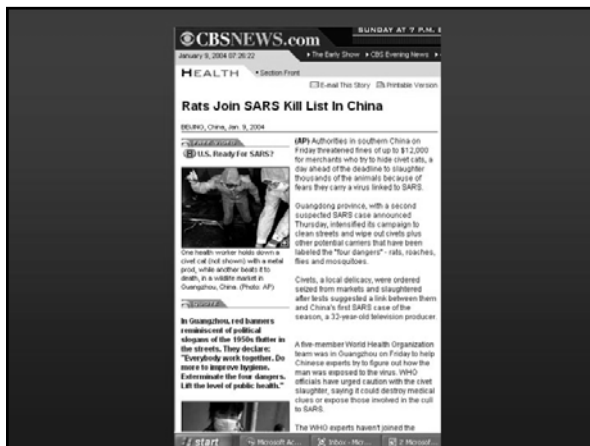 CBSNEWS.com
SUNDAY AT 7 P.M. E
January 9, 2004 07:20:22
The Early Show
CBS Evening News
HEALTH
Section Front
E-mail This Story
Printable Version
Rats Join SARS Kill List In China
BEIJING, China, Jan. 9, 2004
U.S. Ready For SARS?
One health worker holds down a
civet cat (not shown) with a metal
prod, while another beats it to
death, in a wildlife market in
Guangzhou, China. (Photo: AP)
In Guangzhou, red banners
reminiscent of political
slogans of the 1950s flutter in
the streets. They declare:
"Everybody work together. Do
more to improve hygiene.
Exterminate the four dangers.
Lift the level of public health."
(AP) Authorities in southern China on
Friday threatened fines of up to $12,000
for merchants who try to hide civet cats, a
day ahead of the deadline to slaughter
thousands of the animals because of
fears they carry a virus linked to SARS.
Guangdong province, with a second
suspected SARS case announced
Thursday, intensified its campaign to
clean streets and wipe out civets plus
other potential carriers that have been
labeled the "four dangers" - rats, roaches,
flies and mosquitoes.
Civets, a local delicacy, were ordered
seized from markets and slaughtered
after tests suggested a link between them
and China's first SARS case of the
season, a 32-year-old television producer.
A five-member World Health Organization
team was in Guangzhou on Friday to help
Chinese experts try to figure out how the
man was exposed to the virus. WHO
officials have urged caution with the civet
slaughter, saying it could destroy medical
clues or expose those involved in the cull
to SARS.
The WHO experts haven't joined the
start
Microsoft Ac...
Inbox - Micr...
2 Microsof...